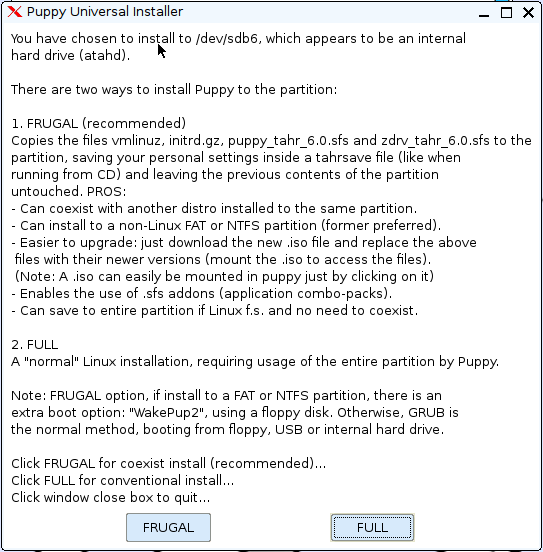 Puppy Universal Installer
You have chosen to install to /dev/sdb6, which appears to be an internal
hard drive (atahd).
There are two ways to install Puppy to the partition:
1. FRUGAL (recommended)
Copies the files vmlinuz, initrd.gz, puppy_tahr_6.0.sfs and zdrv_tahr_6.0.sfs to the
partition, saving your personal settings inside a tahrsave file (like when
running from CD) and leaving the previous contents of the partition
untouched. PROS:
- Can coexist with another distro installed to the same partition.
- Can install to a non-Linux FAT or NTFS partition (former preferred).
- Easier to upgrade: just download the new .iso file and replace the above
files with their newer versions (mount the .iso to access the files).
(Note: A .iso can easily be mounted in puppy just by clicking on it)
- Enables the use of .sfs addons (application combo-packs).
- Can save to entire partition if Linux f.s. and no need to coexist.
2. FULL
A "normal" Linux installation, requiring usage of the entire partition by Puppy.
Note: FRUGAL option, if install to a FAT or NTFS partition, there is an
extra boot option: "WakePup2", using a floppy disk. Otherwise, GRUB is
the normal method, booting from floppy, USB or internal hard drive.
Click FRUGAL for coexist install (recommended)...
Click FULL for conventional install...
Click window close box to quit...
FRUGAL FULL